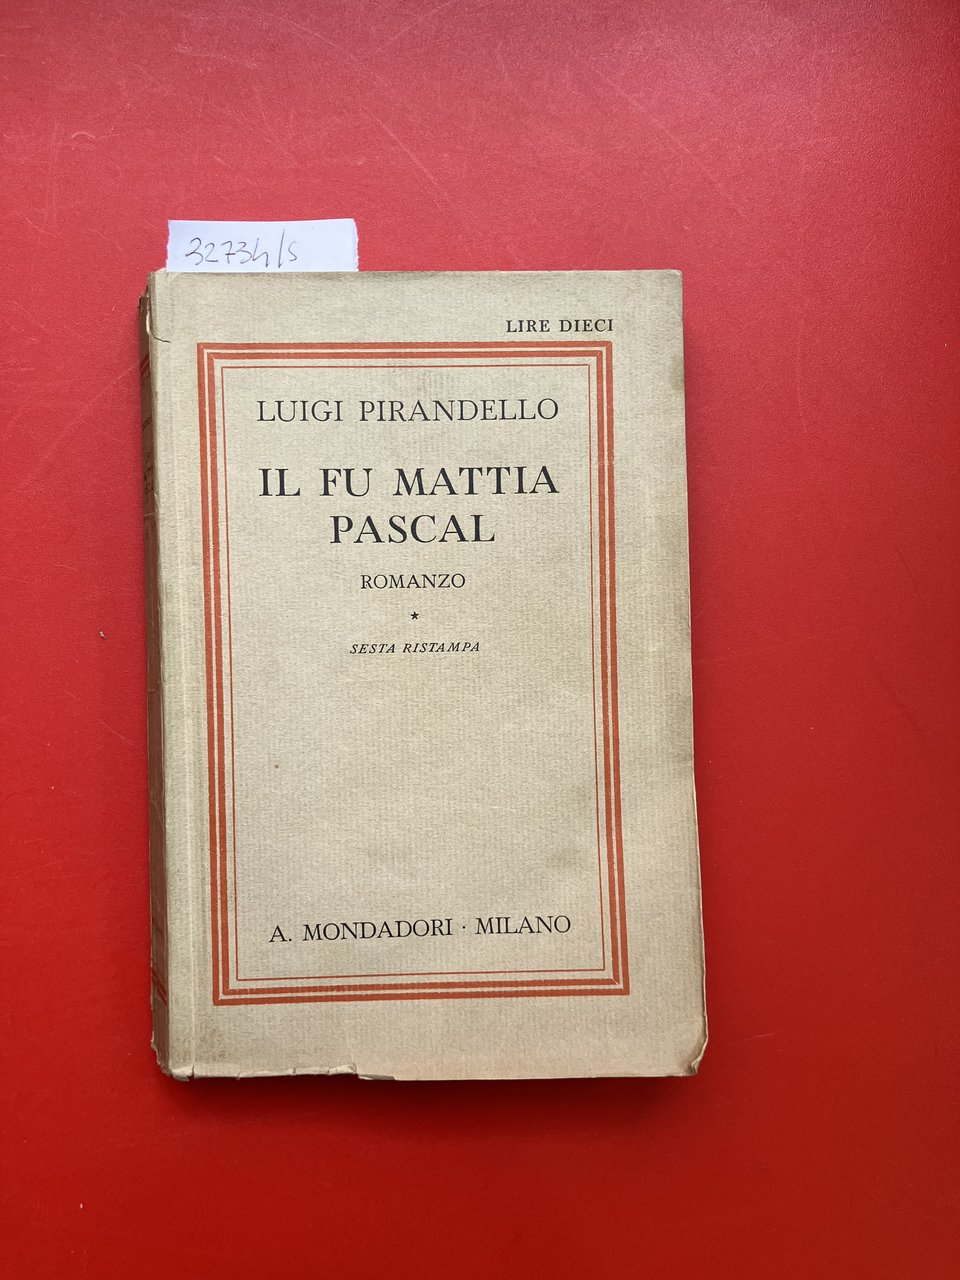 32734/s
LIRE DIECI
LUIGI PIRANDELLO
IL FU MATTIA
PASCAL
ROMANZO
★
SESTA RISTAMPA
A. MONDADORI · MILANO